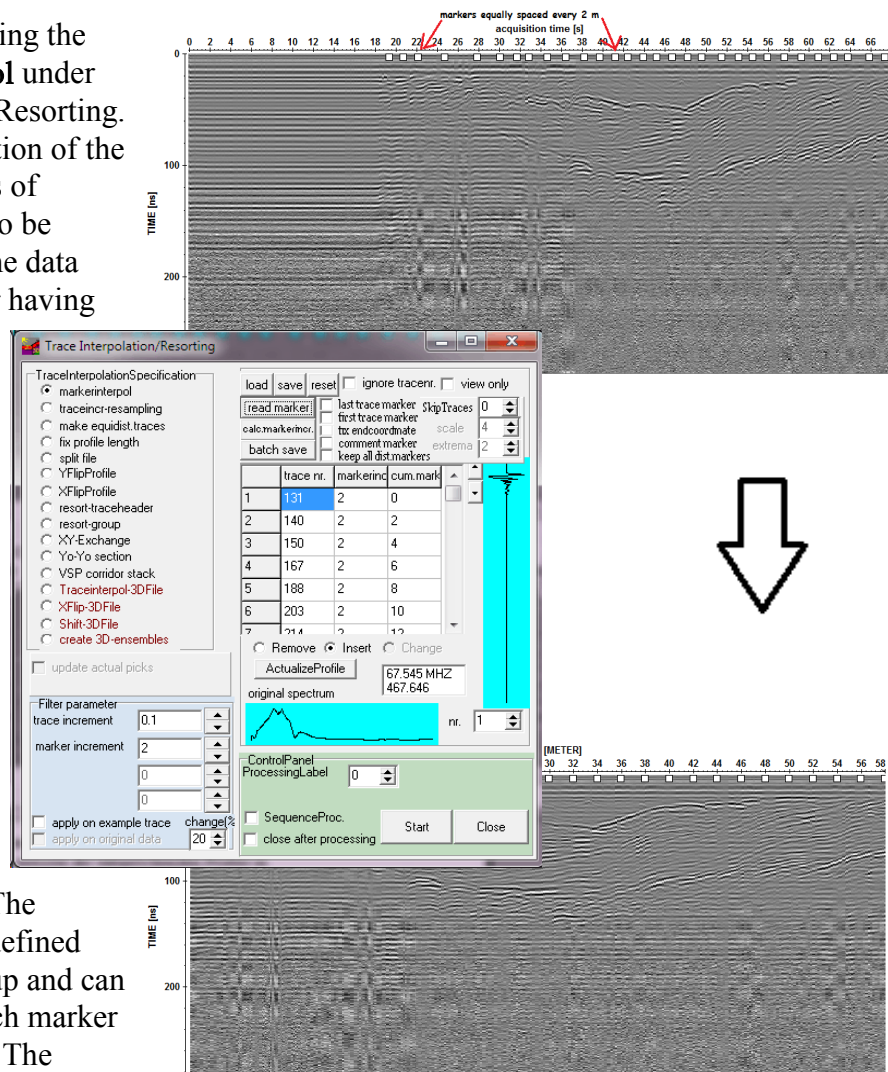 ing the
ol under
Resorting.
tion of the
s of
o be
ne data
having
markers equally spaced every 2 m
acquisition time [s]
0 2 4 6 8 10 12 14 16 18 20 22 24 26 28 30 32 34 36 38 40 42 44 46 48 50 52 54 56 58 60 62 64 66
0
100
200
TIME [ns]
Trace Interpolation/Resorting
TraceInterpolationSpecification
markerinterpol
traceincr-resampling
make equidist.traces
fix profile length
split file
YFlipProfile
XFlipProfile
resort-traceheader
resort-group
XY-Exchange
Yo-Yo section
VSP corridor stack
Traceinterpol-3DFile
XFlip-3DFile
Shift-3DFile
create 3D-ensembles
update actual picks
Filter parameter
trace increment 0.1
marker increment 2
0
0
apply on example trace change(%
apply on original data 20
load save reset ignore tracenr. view only
read marker last trace marker SkipTraces 0
first trace marker
calc.markerincr. fix endcoordmate scale 4
batch save comment marker extrema 2
keep all dist.markers
trace nr. markerinc cum.mark
1 131 2 0
2 140 2 2
3 150 2 4
4 167 2 6
5 188 2 8
6 203 2 10
7 214 2 12
Remove Insert Change
ActualizeProfile 67.545 MHZ
467.646
original spectrum
nr. 1
ControlPanel
ProcessingLabel 0
SequenceProc.
close after processing
Start Close
[METER]
30 32 34 36 38 40 42 44 46 48 50 52 54 56 58
100
200
TIME [ns]
The
efined
up and can
ch marker
The